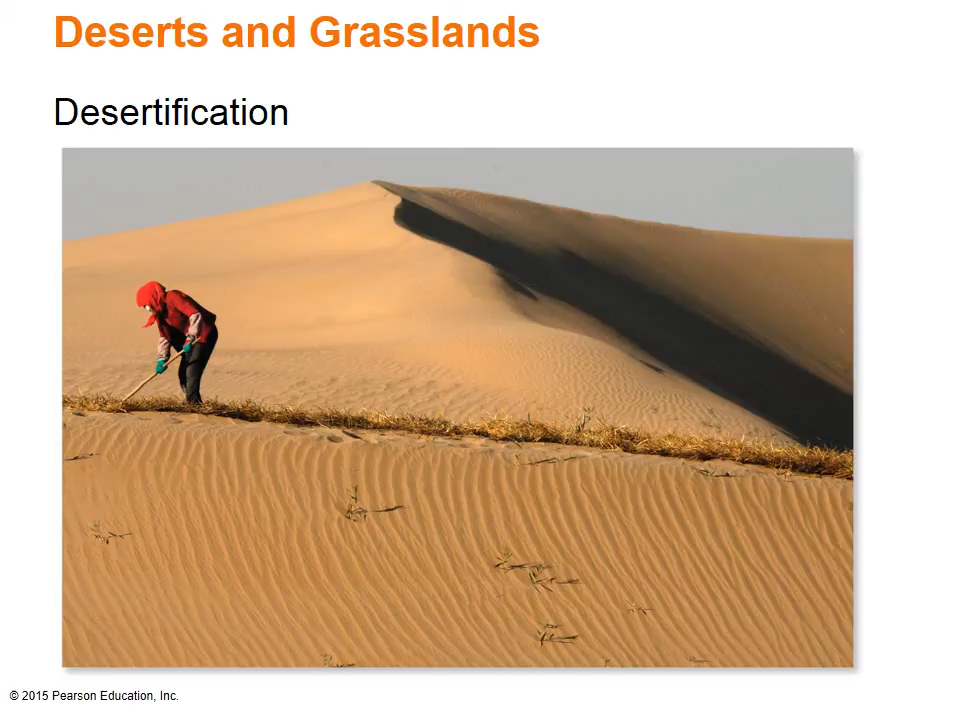 Deserts and Grasslands
Desertification
© 2015 Pearson Education, Inc.